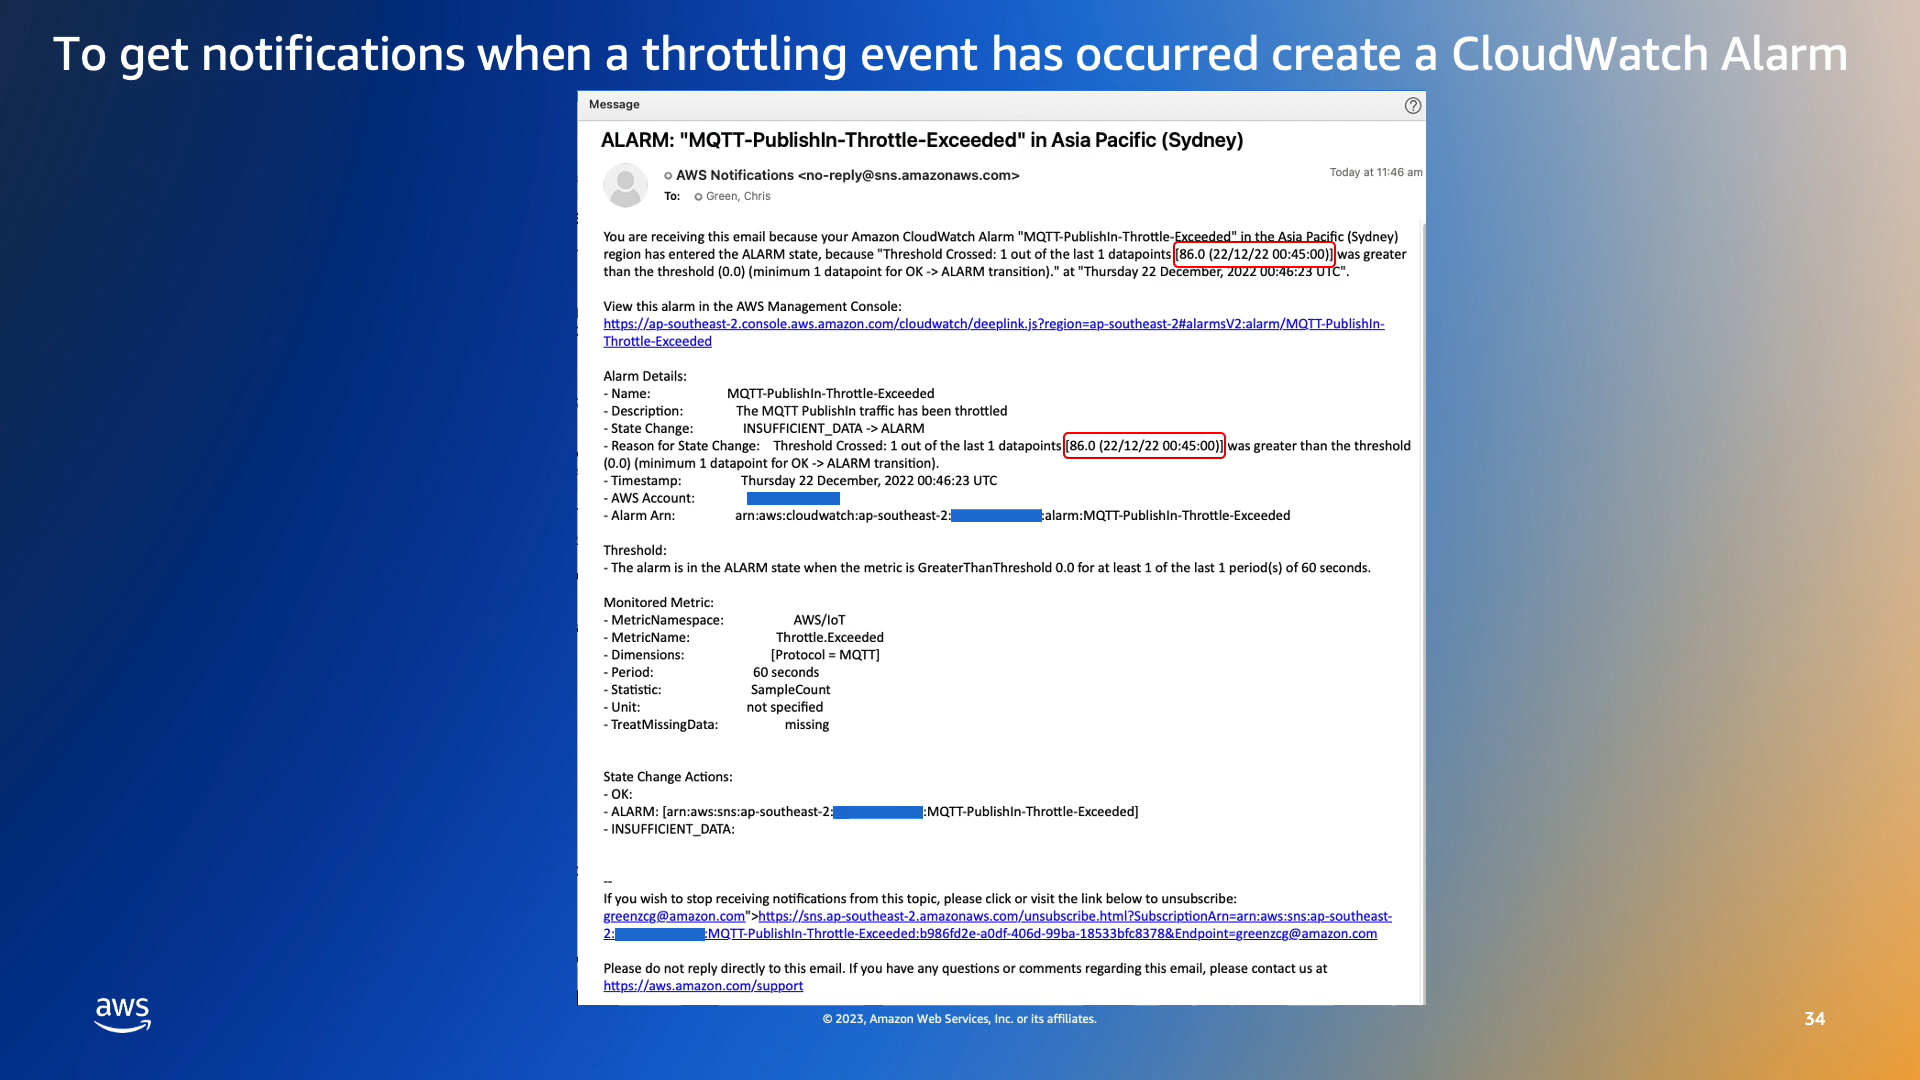 To get notifications when a throttling event has occurred create a CloudWatch Alarm
Message
ALARM: "MQTT-PublishIn-Throttle-Exceeded" in Asia Pacific (Sydney)
AWS Notifications <no-reply@sns.amazonaws.com>
Today at 11:46 am
To: Green, Chris
You are receiving this email because your Amazon CloudWatch Alarm "MQTT-PublishIn-Throttle-Exceeded" in the Asia Pacific (Sydney)
region has entered the ALARM state, because "Threshold Crossed: 1 out of the last 1 datapoints [86.0 (22/12/22 00:45:00)] was greater
than the threshold (0.0) (minimum 1 datapoint for OK -> ALARM transition)." at "Thursday 22 December, 2022 00:46:23 UTC".
View this alarm in the AWS Management Console:
https://ap-southeast-2.console.aws.amazon.com/cloudwatch/deeplink.js?region=ap-southeast-2#alarmsV2:alarm/MQTT-PublishIn-
Throttle-Exceeded
Alarm Details:
- Name: MQTT-PublishIn-Throttle-Exceeded
- Description: The MQTT PublishIn traffic has been throttled
- State Change: INSUFFICIENT_DATA -> ALARM
- Reason for State Change: Threshold Crossed: 1 out of the last 1 datapoints [86.0 (22/12/22 00:45:00)] was greater than the threshold
(0.0) (minimum 1 datapoint for OK -> ALARM transition).
- Timestamp: Thursday 22 December, 2022 00:46:23 UTC
- AWS Account:
- Alarm Arn: arn:aws:cloudwatch:ap-southeast-2: :alarm:MQTT-PublishIn-Throttle-Exceeded
Threshold:
- The alarm is in the ALARM state when the metric is GreaterThanThreshold 0.0 for at least 1 of the last 1 period(s) of 60 seconds.
Monitored Metric:
- MetricNamespace: AWS/IoT
- MetricName: Throttle.Exceeded
- Dimensions: [Protocol = MQTT]
- Period: 60 seconds
- Statistic: SampleCount
- Unit: not specified
- TreatMissingData: missing
State Change Actions:
- OK:
- ALARM: [arn:aws:sns:ap-southeast-2: :MQTT-PublishIn-Throttle-Exceeded]
- INSUFFICIENT_DATA:
--
If you wish to stop receiving notifications from this topic, please click or visit the link below to unsubscribe:
greenzcg@amazon.com">https://sns.ap-southeast-2.amazonaws.com/unsubscribe.html?SubscriptionArn=arn:aws:sns:ap-southeast-
2: :MQTT-PublishIn-Throttle-Exceeded:b986fd2e-a0df-406d-99ba-18533bfc8378&Endpoint=greenzcg@amazon.com
Please do not reply directly to this email. If you have any questions or comments regarding this email, please contact us at
https://aws.amazon.com/support
aws
© 2023, Amazon Web Services, Inc. or its affiliates.
34